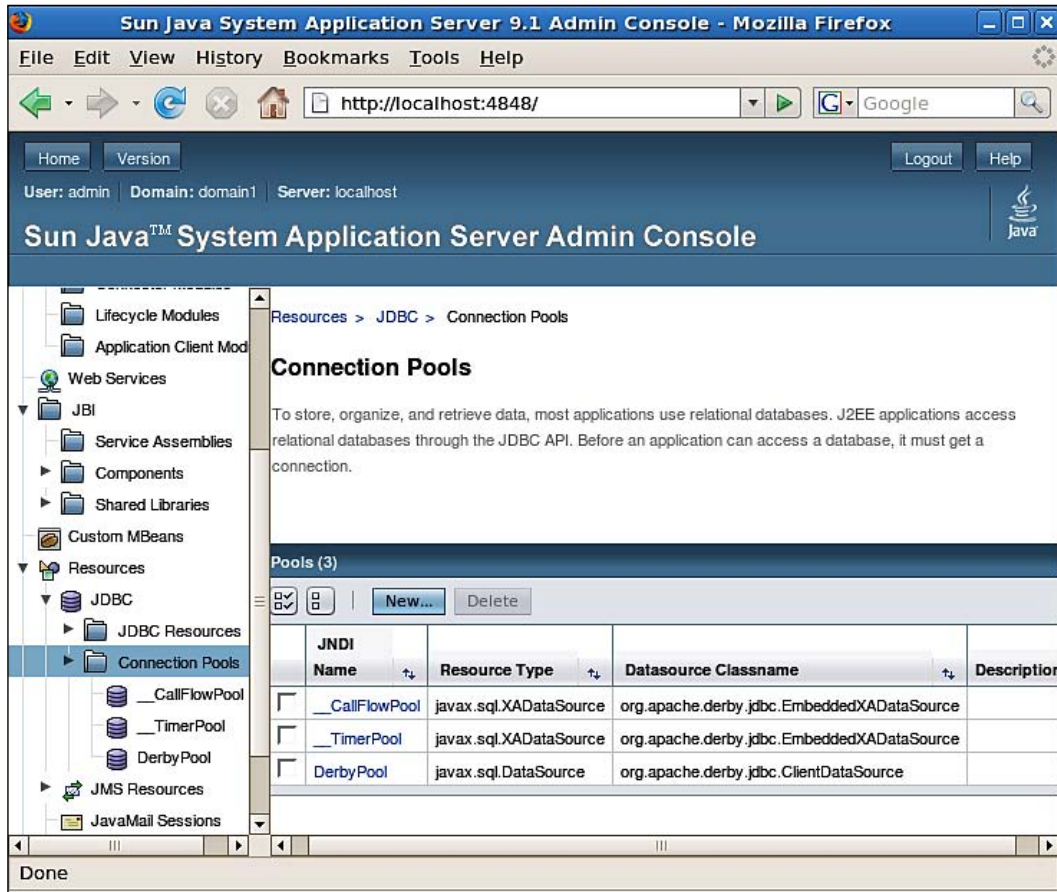 Sun Java System Application Server 9.1 Admin Console - Mozilla Firefox
File Edit View History Bookmarks Tools Help
http://localhost:4848/
G Google
Home Version Logout Help
User: admin Domain: domain1 Server: localhost
Java
Sun Java™ System Application Server Admin Console
Lifecycle Modules
Application Client Mod
Web Services
JBI
Service Assemblies
Components
Shared Libraries
Custom MBeans
Resources
JDBC
JDBC Resources
Connection Pools
__CallFlowPool
__TimerPool
DerbyPool
JMS Resources
JavaMail Sessions
Resources > JDBC > Connection Pools
Connection Pools
To store, organize, and retrieve data, most applications use relational databases. J2EE applications access
relational databases through the JDBC API. Before an application can access a database, it must get a
connection.
Pools (3)
New... Delete
JNDI
Name Resource Type Datasource Classname Description
__CallFlowPool javax.sql.XADataSource org.apache.derby.jdbc.EmbeddedXADataSource
__TimerPool javax.sql.XADataSource org.apache.derby.jdbc.EmbeddedXADataSource
DerbyPool javax.sql.DataSource org.apache.derby.jdbc.ClientDataSource
Done